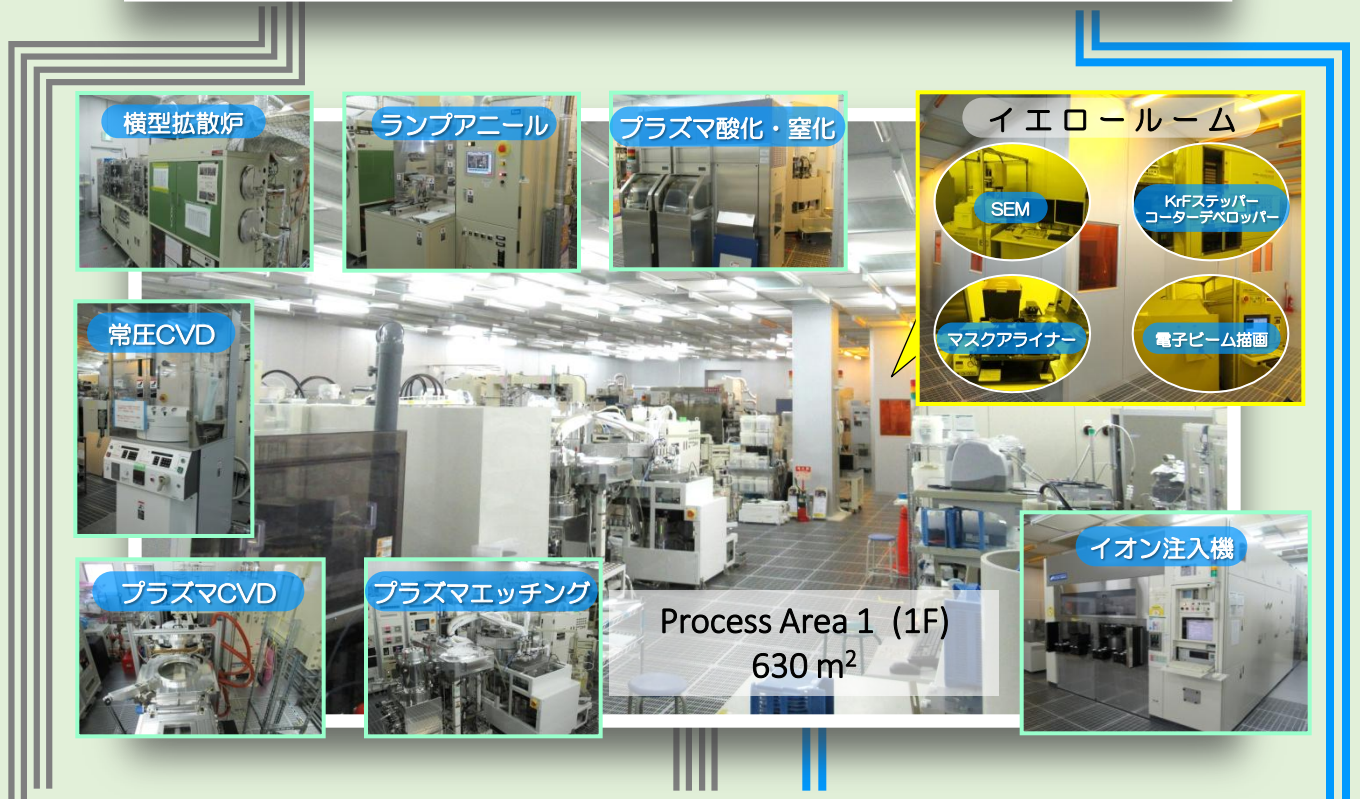 横型拡散炉
ランプアニール
プラズマ酸化・窒化
イエロールーム
SEM
KrFステッパー
コーターデベロッパー
マスクアライナー
電子ビーム描画
常圧CVD
プラズマCVD
プラズマエッチング
イオン注入機
Process Area 1 (1F)
630 m²